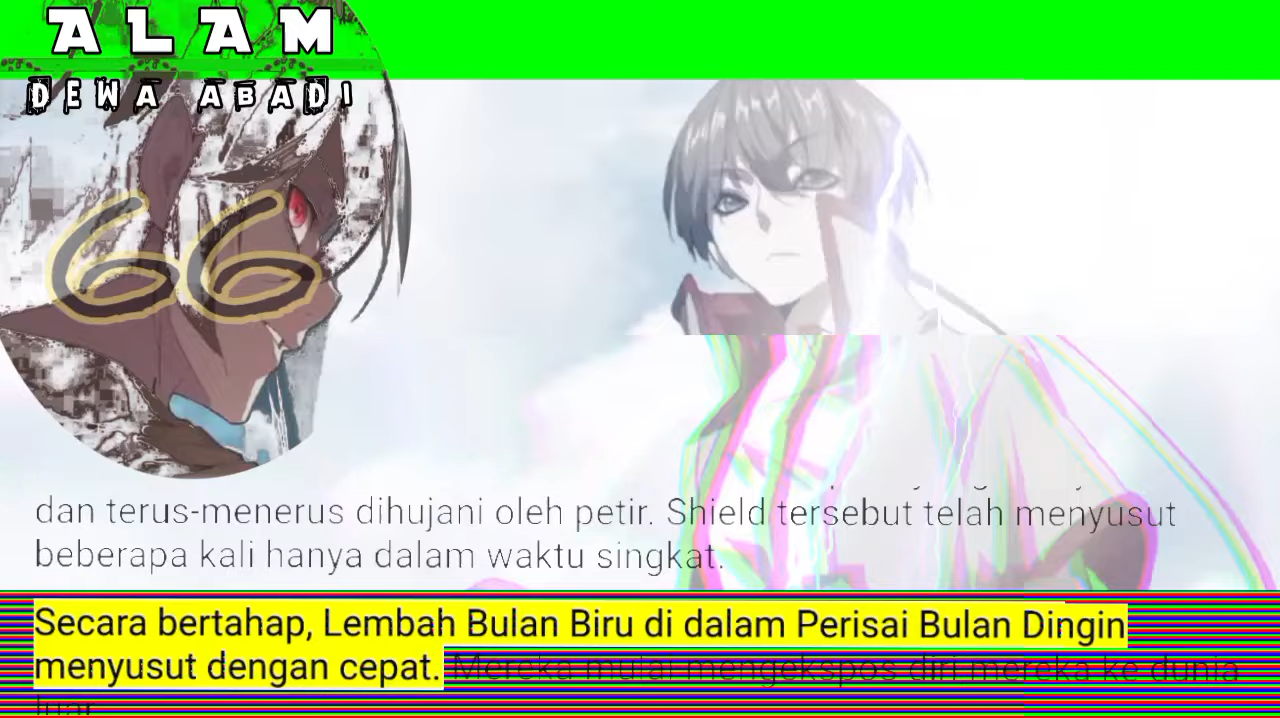 ALAM
DEWA ABADI
66
dan terus-menerus dihujani oleh petir. Shield tersebut telah menyusut
beberapa kali hanya dalam waktu singkat.
Secara bertahap, Lembah Bulan Biru di dalam Perisai Bulan Dingin
menyusut dengan cepat. Mereka mulai mengekspos diri mereka ke dunia
luar